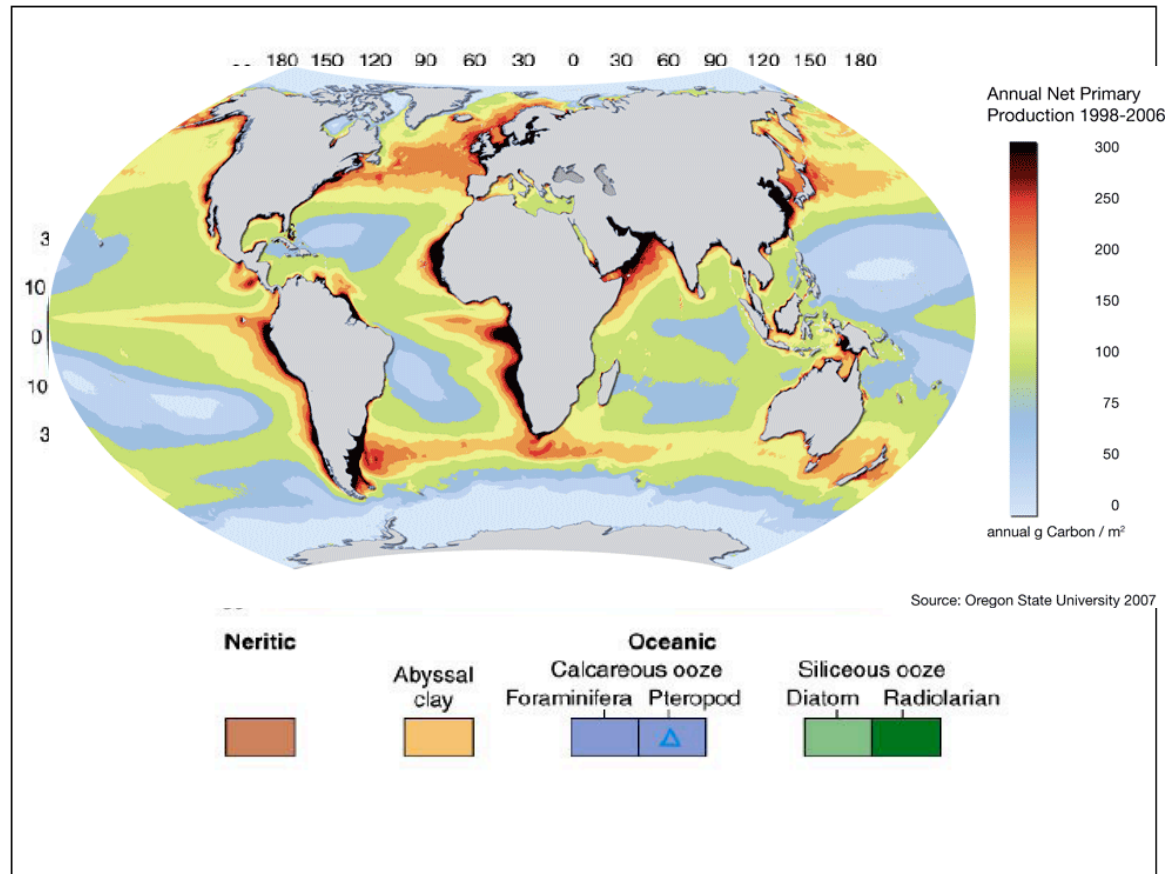 180 150 120 90 60 30 0 30 60 90 120 150 180
Annual Net Primary
Production 1998-2006
300
250
200
150
100
75
50
0
annual g Carbon / m²
3
10
0
10
3
Source: Oregon State University 2007
Neritic
Oceanic
Abyssal
clay
Calcareous ooze
Foraminifera Pteropod
Siliceous ooze
Diatom Radiolarian